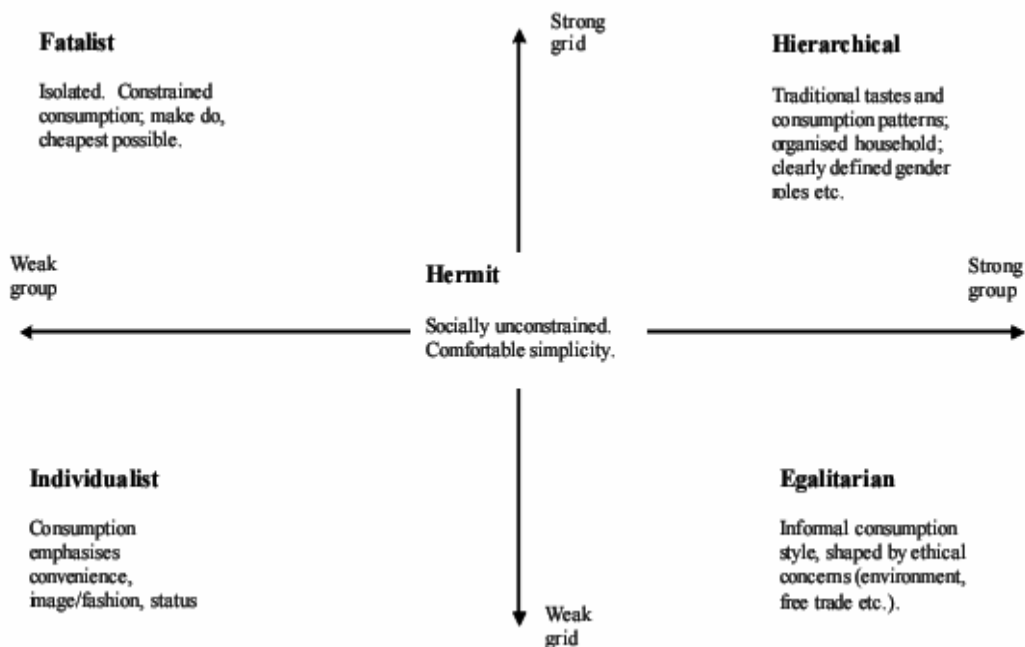 Fatalist
Isolated. Constrained
consumption; make do,
cheapest possible.
Strong
grid
Hierarchical
Traditional tastes and
consumption patterns;
organised household;
clearly defined gender
roles etc.
Weak
group
Hermit
Socially unconstrained.
Comfortable simplicity.
Strong
group
Individualist
Consumption
emphasises
convenience,
image/fashion, status
Weak
grid
Egalitarian
Informal consumption
style, shaped by ethical
concerns (environment,
free trade etc.).